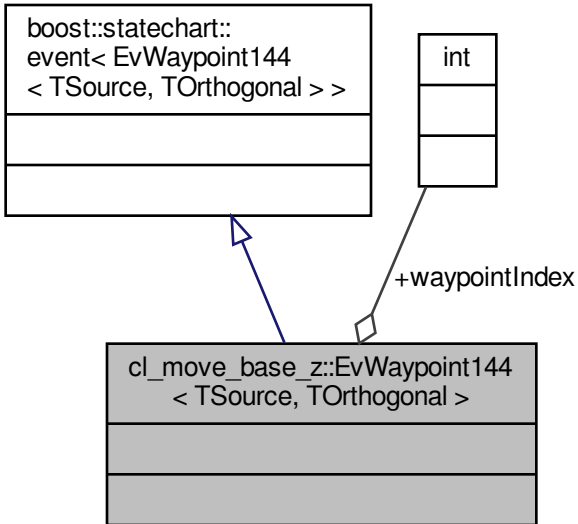 boost::statechart::
event< EvWaypoint144
< TSource, TOrthogonal > >
int
+waypointIndex
cl_move_base_z::EvWaypoint144
< TSource, TOrthogonal >